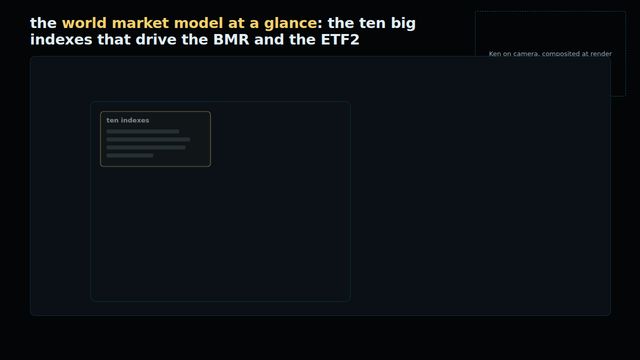 the world market model at a glance: the ten big
indexes that drive the BMR and the ETF2
Ken on camera, composited at render
ten indexes